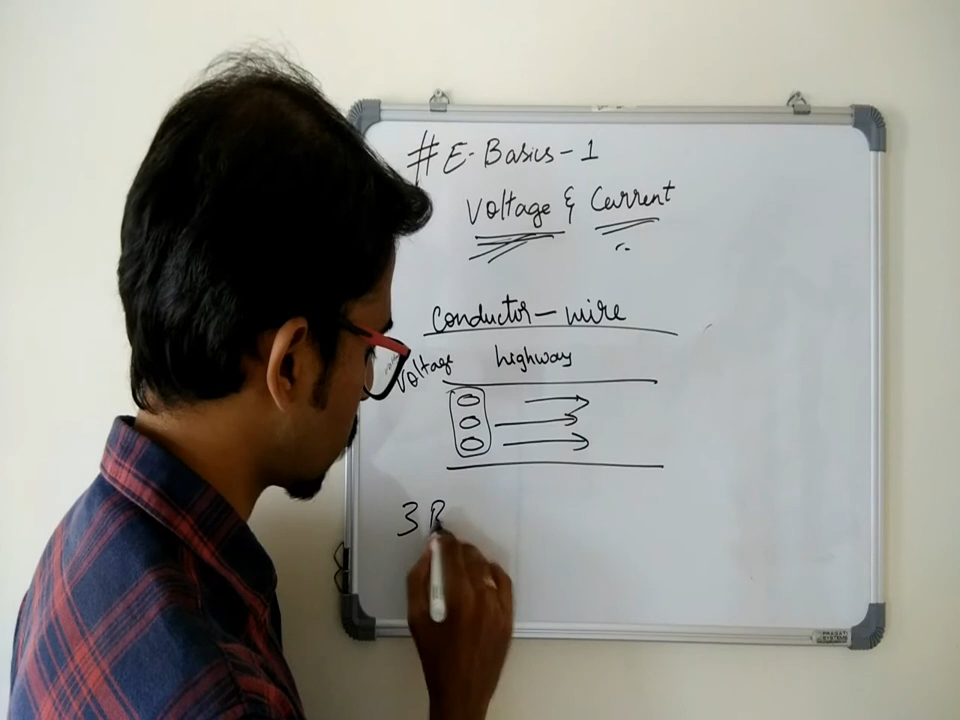 #E-Basics-1
Voltage & Current
Conductor-wire
Voltage highway
3 B